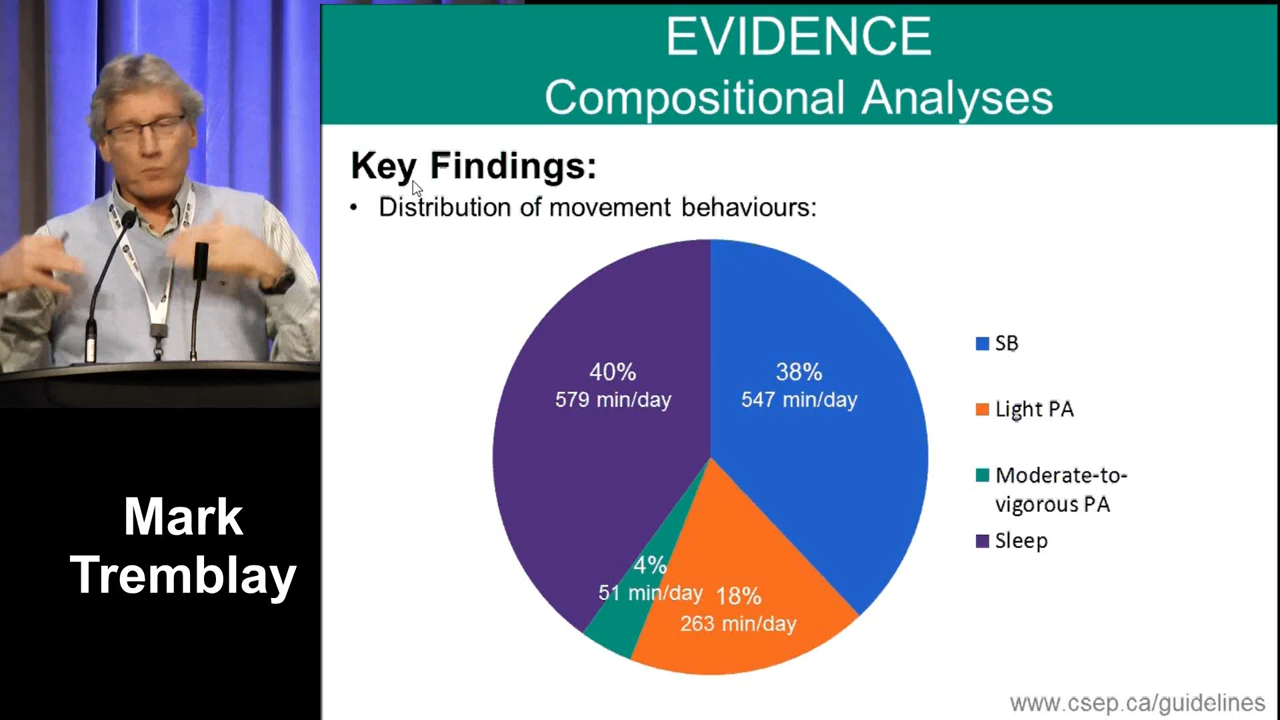 EVIDENCE
Compositional Analyses
Key Findings:
• Distribution of movement behaviours:
40%
579 min/day
38%
547 min/day
4%
51 min/day
18%
263 min/day
SB
Light PA
Moderate-to-
vigorous PA
Sleep
Mark
Tremblay
www.csep.ca/guidelines